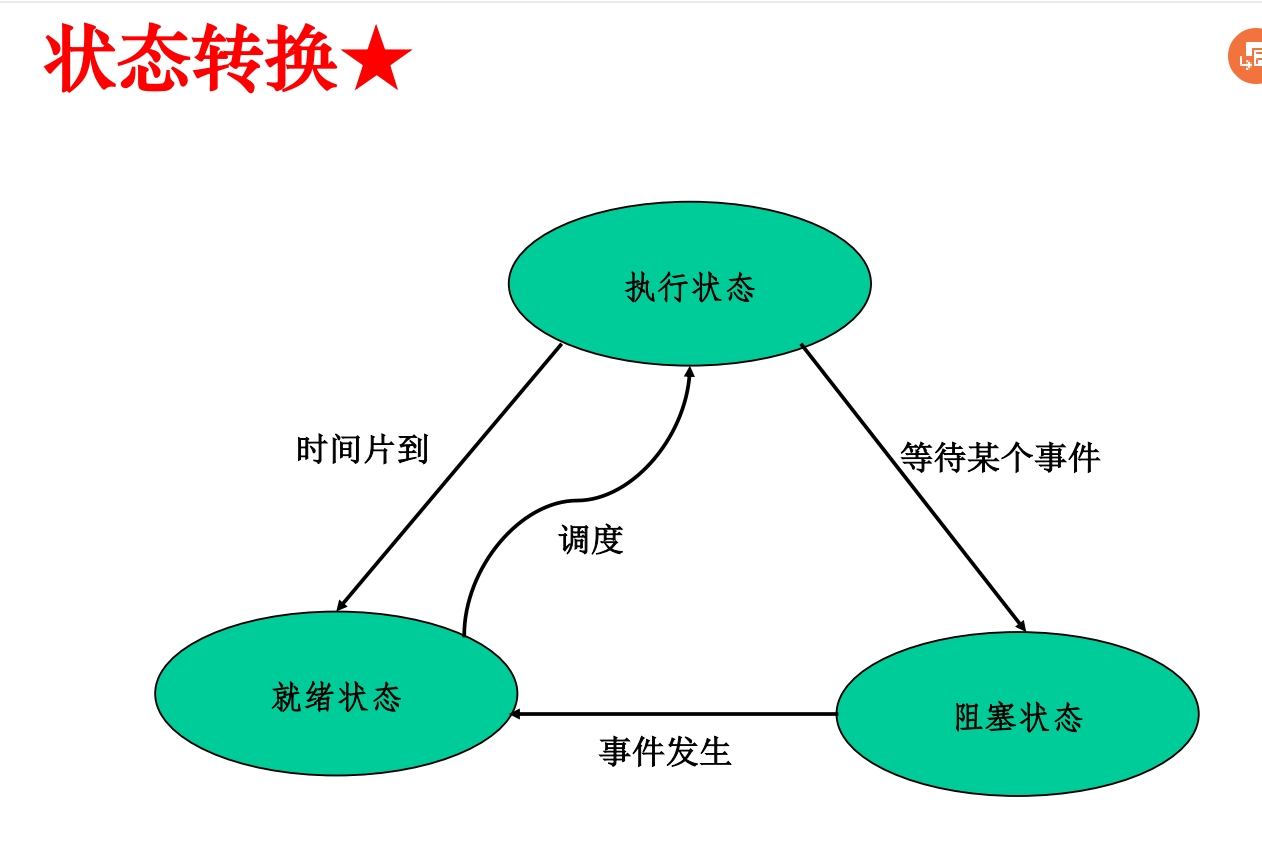 状态转换★
执行状态
时间片到
等待某个事件
调度
就绪状态
阻塞状态
事件发生